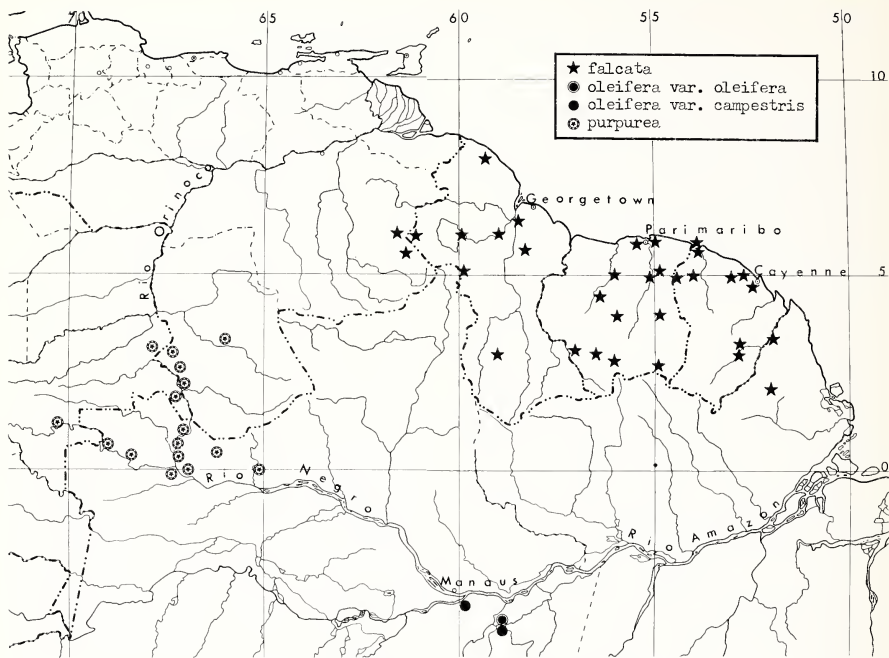 70 65 60 55 50
10
★ falcata
◉ oleifera var. oleifera
● oleifera var. campestris
purpurea
Rio Orinoco
Georgetown
Parimaribo
Cayenne
5
Rio Negro
0
Rio Amazon
Manaus